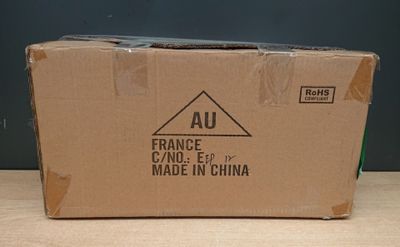 AU
RoHS
COMPLIANT
FRANCE
C/NO.: E
MADE IN CHINA